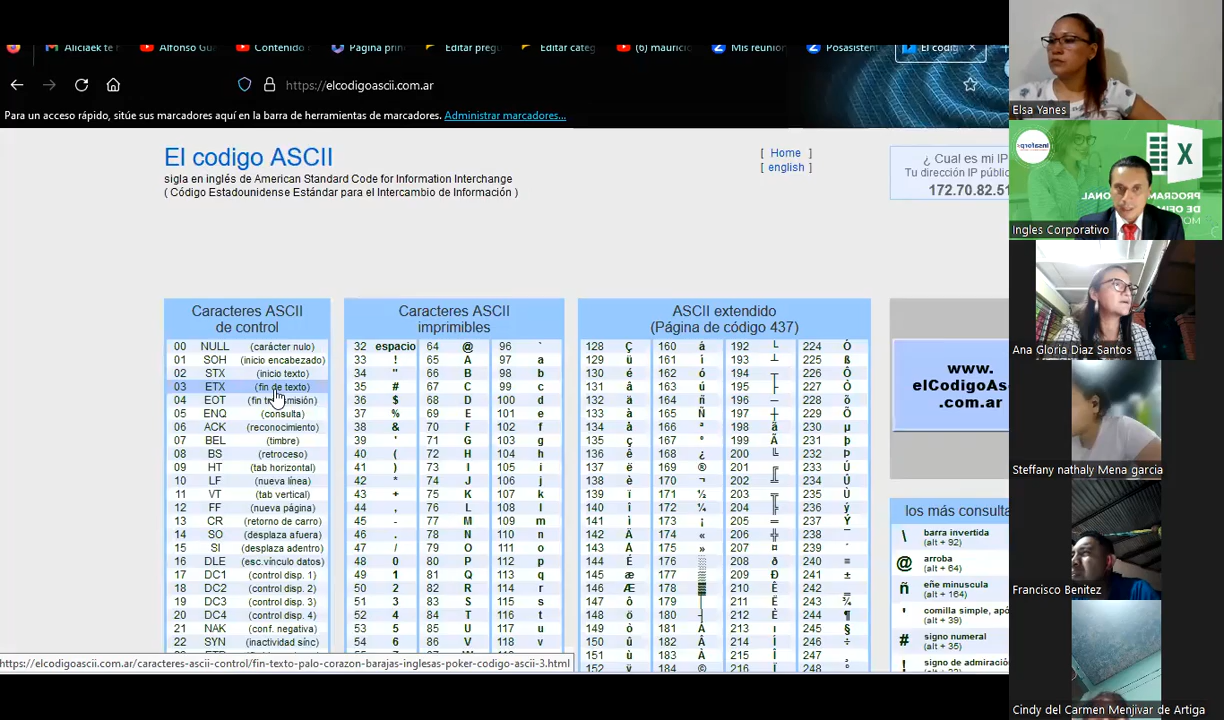 Aliciaek te
Alfonso Gu
Contenido
Pagina prin
Editar preg
Editar cate
(6) maurici
Mis reunion
Posasistente
El codi
https://elcodigoascii.com.ar
Para un acceso rápido, sitúe sus marcadores aquí en la barra de herramientas de marcadores. Administrar marcadores...
El codigo ASCII
sigla en inglés de American Standard Code for Information Interchange
( Código Estadounidense Estándar para el Intercambio de Información )
[ Home ]
[ english ]
¿ Cual es mi IP
Tu dirección IP públic
172.70.82.51
Caracteres ASCII
de control
00 NULL (carácter nulo)
01 SOH (inicio encabezado)
02 STX (inicio texto)
03 ETX (fin de texto)
04 EOT (fin tr misión)
05 ENQ (consulta)
06 ACK (reconocimiento)
07 BEL (timbre)
08 BS (retroceso)
09 HT (tab horizontal)
10 LF (nueva línea)
11 VT (tab vertical)
12 FF (nueva página)
13 CR (retorno de carro)
14 SO (desplaza afuera)
15 SI (desplaza adentro)
16 DLE (esc.vínculo datos)
17 DC1 (control disp. 1)
18 DC2 (control disp. 2)
19 DC3 (control disp. 3)
20 DC4 (control disp. 4)
21 NAK (conf. negativa)
22 SYN (inactividad sínc)
Caracteres ASCII
imprimibles
32 espacio 64 @ 96 `
33 ! 65 A 97 a
34 " 66 B 98 b
35 # 67 C 99 c
36 $ 68 D 100 d
37 % 69 E 101 e
38 & 70 F 102 f
39 ' 71 G 103 g
40 ( 72 H 104 h
41 ) 73 I 105 i
42 * 74 J 106 j
43 + 75 K 107 k
44 , 76 L 108 l
45 - 77 M 109 m
46 . 78 N 110 n
47 / 79 O 111 o
48 0 80 P 112 p
49 1 81 Q 113 q
50 2 82 R 114 r
51 3 83 S 115 s
52 4 84 T 116 t
53 5 85 U 117 u
54 6 86 V 118 v
ASCII extendido
(Página de código 437)
128 Ç 160 á 192 └ 224 Ó
129 ü 161 í 193 ┴ 225 ß
130 é 162 ó 194 ┬ 226 Ô
131 â 163 ú 195 ├ 227 Ò
132 ä 164 ñ 196 ─ 228 õ
133 à 165 Ñ 197 ┼ 229 Õ
134 å 166 ª 198 ã 230 µ
135 ç 167 º 199 Ã 231 þ
136 ê 168 ¿ 200 ╚ 232 Þ
137 ë 169 ® 201 ╔ 233 Ú
138 è 170 ¬ 202 ╩ 234 Û
139 ï 171 ½ 203 ╦ 235 Ù
140 î 172 ¼ 204 ╠ 236 ý
141 ì 173 ¡ 205 ═ 237 Ý
142 Ä 174 « 206 ╬ 238 ¯
143 Å 175 » 207 ¤ 239 ´
144 É 176 ░ 208 ð 240 ≡
145 æ 177 ▒ 209 Ð 241 ±
146 Æ 178 ▓ 210 Ê 242 ‗
147 ô 179 │ 211 Ë 243 ¾
148 ö 180 ┤ 212 È 244 ¶
149 ò 181 Á 213 ı 245 §
150 û 182 Â 214 Í 246 ÷
151 ù 183 À 215 Î 247 ¸
152 184 © 216 Ï 248
www.
elCodigoAsc
.com.ar
los más consulta
\ barra invertida
(alt + 92)
@ arroba
(alt + 64)
ñ eñe minuscula
(alt + 164)
' comilla simple, apó
(alt + 39)
# signo numeral
(alt + 35)
! signo de admiració
https://elcodigoascii.com.ar/caracteres-ascii-control/fin-texto-palo-corazon-barajas-inglesas-poker-codigo-ascii-3.html
Elsa Yanes
insaforp
X
PROGRAMA
ONAL
DE OFIC
MO
Ingles Corporativo
Ana Gloria Diaz Santos
Steffany nathaly Mena garcia
Francisco Benitez
Cindy del Carmen Menjivar de Artiga